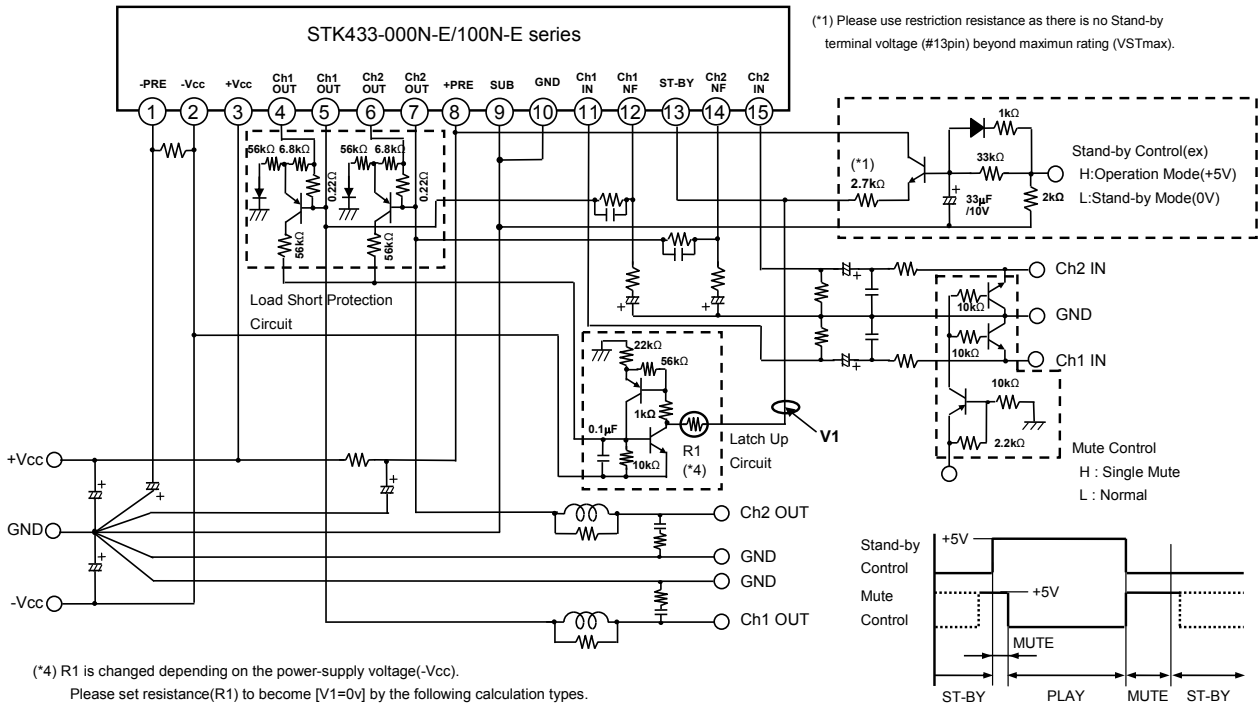 STK433-000N-E/100N-E series
(*1) Please use restriction resistance as there is no Stand-by
terminal voltage (#13pin) beyond maximun rating (VSTmax).
-PRE -Vcc +Vcc Ch1 OUT Ch1 OUT Ch2 OUT Ch2 OUT +PRE SUB GND Ch1 IN Ch1 NF ST-BY Ch2 NF Ch2 IN
1 2 3 4 5 6 7 8 9 10 11 12 13 14 15
56kΩ 6.8kΩ 56kΩ 6.8kΩ
0.22Ω 0.22Ω
56kΩ 56kΩ
Load Short Protection
Circuit
1kΩ
(*1)
2.7kΩ
33kΩ
33μF
/10V
2kΩ
Stand-by Control(ex)
H:Operation Mode(+5V)
L:Stand-by Mode(0V)
Ch2 IN
10kΩ
GND
10kΩ
Ch1 IN
10kΩ
2.2kΩ
Mute Control
H : Single Mute
L : Normal
22kΩ
56kΩ
1kΩ
0.1μF
10kΩ
R1
(*4)
Latch Up
Circuit
V1
+Vcc
GND
-Vcc
Ch2 OUT
GND
GND
Ch1 OUT
Stand-by
Control
+5V
Mute
Control
+5V
MUTE
ST-BY PLAY MUTE ST-BY
(*4) R1 is changed depending on the power-supply voltage(-Vcc).
Please set resistance(R1) to become [V1=0v] by the following calculation types.